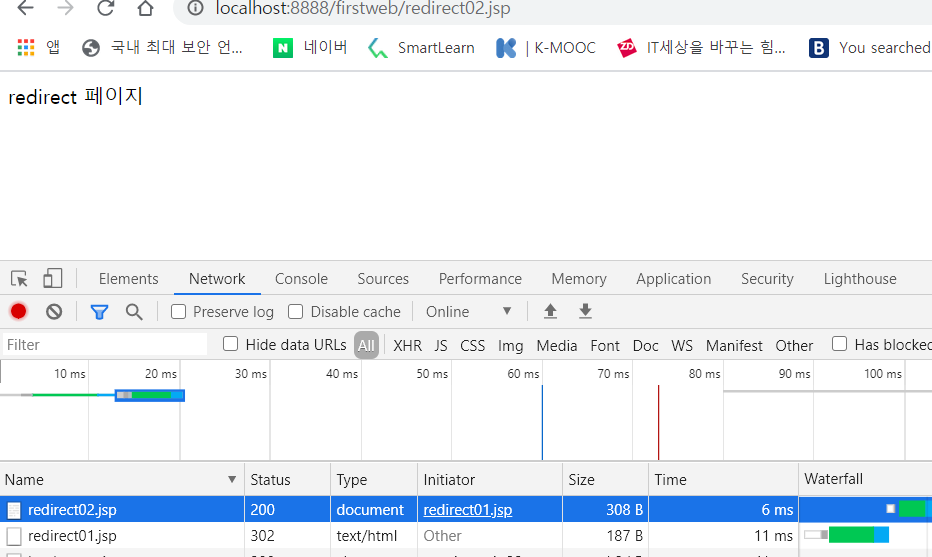 localhost:8888/firstweb/redirect02.jsp
앱 국내 최대 보안 언... N 네이버 SmartLearn | K-MOOC ZD IT세상을 바꾸는 힘... B You searched
redirect 페이지
Elements Network Console Sources Performance Memory Application Security Lighthouse
Preserve log Disable cache Online
Filter Hide data URLs All XHR JS CSS Img Media Font Doc WS Manifest Other Has blocked
10 ms 20 ms 30 ms 40 ms 50 ms 60 ms 70 ms 80 ms 90 ms 100 ms
Name Status Type Initiator Size Time Waterfall
redirect02.jsp 200 document redirect01.jsp 308 B 6 ms
redirect01.jsp 302 text/html Other 187 B 11 ms